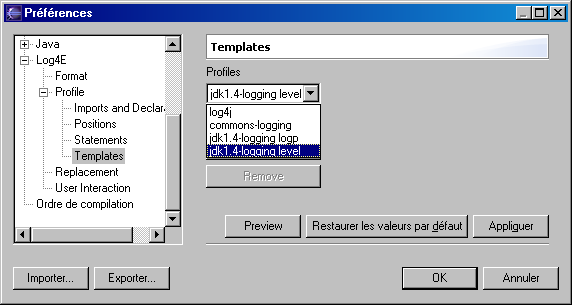 Préférences
Java
Log4E
Format
Profile
Imports and Declara
Positions
Statements
Templates
Replacement
User Interaction
Ordre de compilation
Templates
Profiles
jdk1.4-logging level
log4j
commons-logging
jdk1.4-logging logp
jdk1.4-logging level
Remove
Preview
Restaurer les valeurs par défaut
Appliquer
Importer...
Exporter...
OK
Annuler